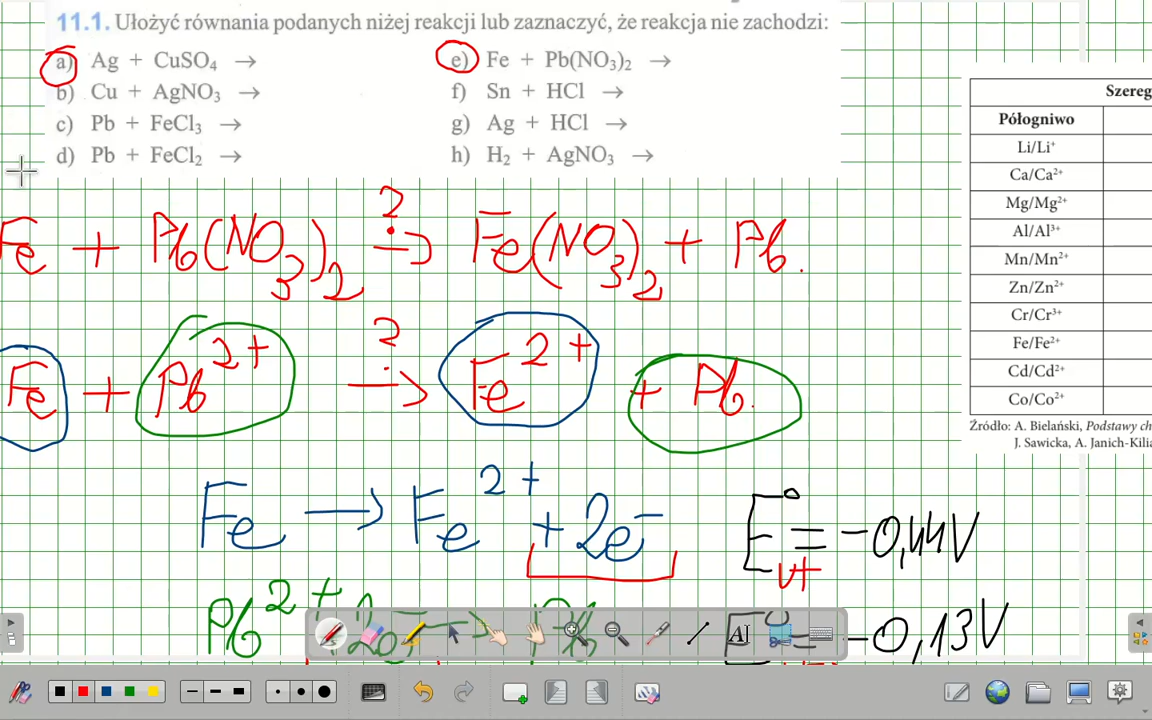 11.1. Ułożyć równania podanych niżej reakcji lub zaznaczyć, że reakcja nie zachodzi:
a) Ag + CuSO₄ →
b) Cu + AgNO₃ →
c) Pb + FeCl₃ →
d) Pb + FeCl₂ →
e) Fe + Pb(NO₃)₂ →
f) Sn + HCl →
g) Ag + HCl →
h) H₂ + AgNO₃ →
Szereg
Półogniwo
Li/Li⁺
Ca/Ca²⁺
Mg/Mg²⁺
Al/Al³⁺
Mn/Mn²⁺
Zn/Zn²⁺
Cr/Cr³⁺
Fe/Fe²⁺
Cd/Cd²⁺
Co/Co²⁺
Źródło: A. Bielański, Podstawy ch
J. Sawicka, A. Janich-Kilia
?
Fe + Pb(NO₃)₂ → Fe(NO₃)₂ + Pb.
?
Fe + Pb²⁺ → Fe²⁺ + Pb.
Fe → Fe²⁺ + 2e⁻ E° = -0,44V
Pb²⁺ + 2e⁻ → Pb E° = -0,13V
A